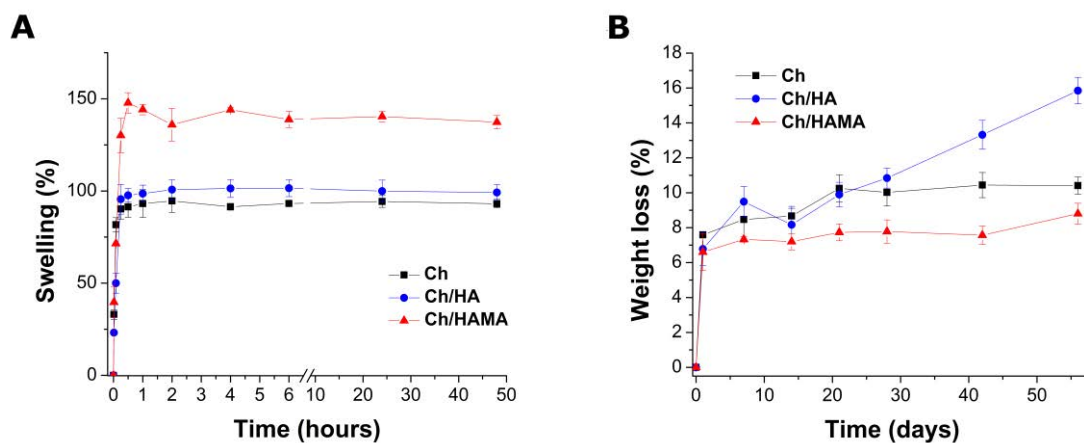 A
Swelling (%)
150
100
50
0
Ch
Ch/HA
Ch/HAMA
0 1 2 3 4 5 6 10 20 30 40 50
Time (hours)
B
Weight loss (%)
18
16
14
12
10
8
6
4
2
0
Ch
Ch/HA
Ch/HAMA
0 10 20 30 40 50
Time (days)